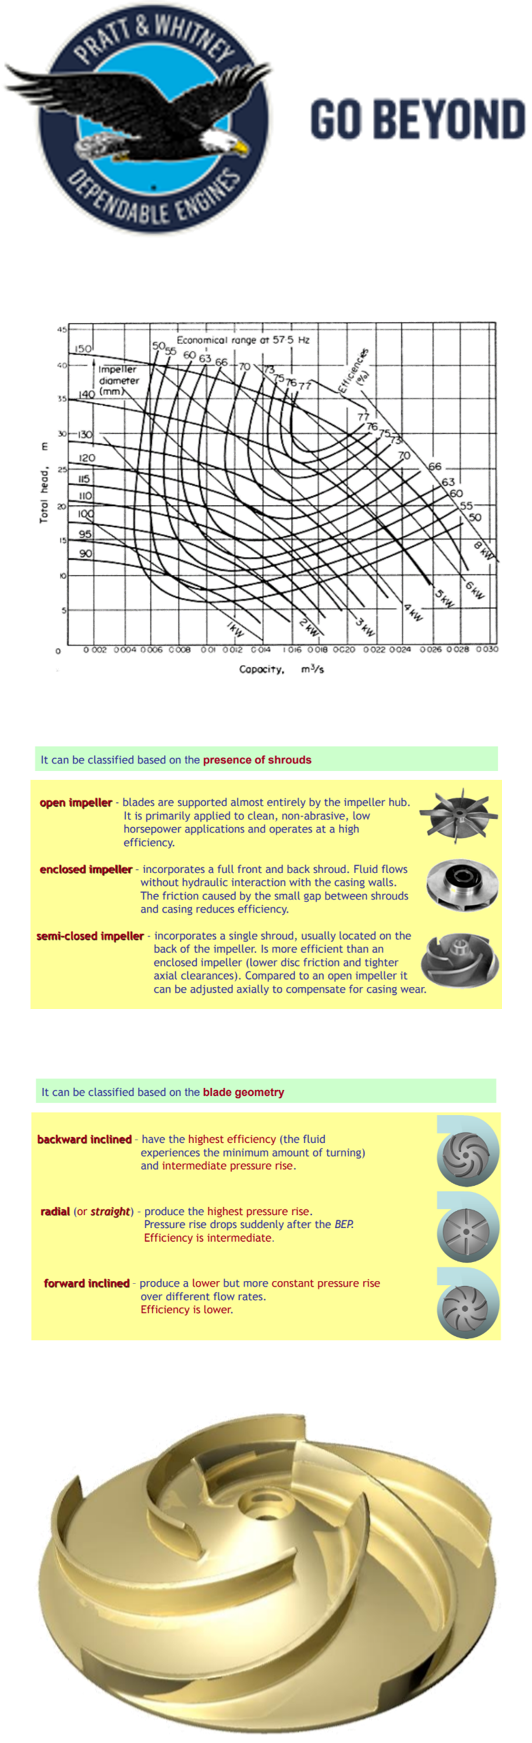 PRATT & WHITNEY
DEPENDABLE ENGINES
GO BEYOND
Economical range at 57 5 Hz
Impeller
diameter
(mm)
Efficiencies
(%)
50 55 60 63 66 70 73 75 76 77
77 76 75 73 70 66 63 60 55 50
150
140
130
120
115
110
100
95
90
45
40
35
30
25
20
15
10
5
0
Total head, m
1kW 2kW 3kW 4kW 5kW 6kW 8kW
0 002 0 004 0 006 0 008 0 01 0 012 0 014 1 016 0 018 0 020 0 022 0 024 0 026 0 028 0 030
Capacity, m³/s
It can be classified based on the presence of shrouds
open impeller - blades are supported almost entirely by the impeller hub.
It is primarily applied to clean, non-abrasive, low
horsepower applications and operates at a high
efficiency.
enclosed impeller - incorporates a full front and back shroud. Fluid flows
without hydraulic interaction with the casing walls.
The friction caused by the small gap between shrouds
and casing reduces efficiency.
semi-closed impeller - incorporates a single shroud, usually located on the
back of the impeller. Is more efficient than an
enclosed impeller (lower disc friction and tighter
axial clearances). Compared to an open impeller it
can be adjusted axially to compensate for casing wear.
It can be classified based on the blade geometry
backward inclined - have the highest efficiency (the fluid
experiences the minimum amount of turning)
and intermediate pressure rise.
radial (or straight) - produce the highest pressure rise.
Pressure rise drops suddenly after the BEP.
Efficiency is intermediate.
forward inclined - produce a lower but more constant pressure rise
over different flow rates.
Efficiency is lower.